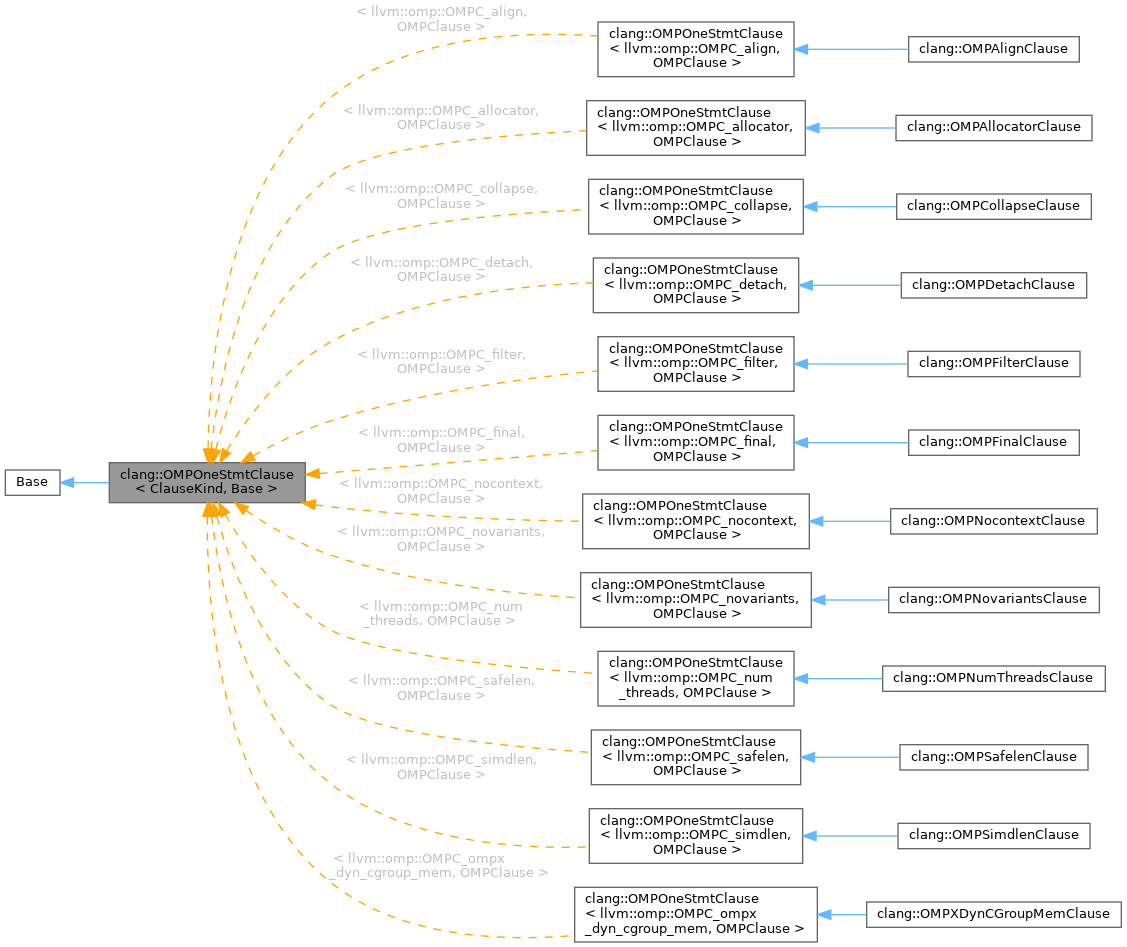 < llvm::omp::OMPC_align,
OMPClause >
clang::OMPOneStmtClause
< llvm::omp::OMPC_align,
OMPClause >
clang::OMPAlignClause
< llvm::omp::OMPC_allocator,
OMPClause >
clang::OMPOneStmtClause
< llvm::omp::OMPC_allocator,
OMPClause >
clang::OMPAllocatorClause
< llvm::omp::OMPC_collapse,
OMPClause >
clang::OMPOneStmtClause
< llvm::omp::OMPC_collapse,
OMPClause >
clang::OMPCollapseClause
< llvm::omp::OMPC_detach,
OMPClause >
clang::OMPOneStmtClause
< llvm::omp::OMPC_detach,
OMPClause >
clang::OMPDetachClause
< llvm::omp::OMPC_filter,
OMPClause >
clang::OMPOneStmtClause
< llvm::omp::OMPC_filter,
OMPClause >
clang::OMPFilterClause
< llvm::omp::OMPC_final,
OMPClause >
clang::OMPOneStmtClause
< llvm::omp::OMPC_final,
OMPClause >
clang::OMPFinalClause
Base
clang::OMPOneStmtClause
< ClauseKind, Base >
< llvm::omp::OMPC_nocontext,
OMPClause >
clang::OMPOneStmtClause
< llvm::omp::OMPC_nocontext,
OMPClause >
clang::OMPNocontextClause
< llvm::omp::OMPC_novariants,
OMPClause >
clang::OMPOneStmtClause
< llvm::omp::OMPC_novariants,
OMPClause >
clang::OMPNovariantsClause
< llvm::omp::OMPC_num
_threads, OMPClause >
clang::OMPOneStmtClause
< llvm::omp::OMPC_num
_threads, OMPClause >
clang::OMPNumThreadsClause
< llvm::omp::OMPC_safelen,
OMPClause >
clang::OMPOneStmtClause
< llvm::omp::OMPC_safelen,
OMPClause >
clang::OMPSafelenClause
< llvm::omp::OMPC_simdlen,
OMPClause >
clang::OMPOneStmtClause
< llvm::omp::OMPC_simdlen,
OMPClause >
clang::OMPSimdlenClause
< llvm::omp::OMPC_ompx
_dyn_cgroup_mem, OMPClause >
clang::OMPOneStmtClause
< llvm::omp::OMPC_ompx
_dyn_cgroup_mem, OMPClause >
clang::OMPXDynCGroupMemClause